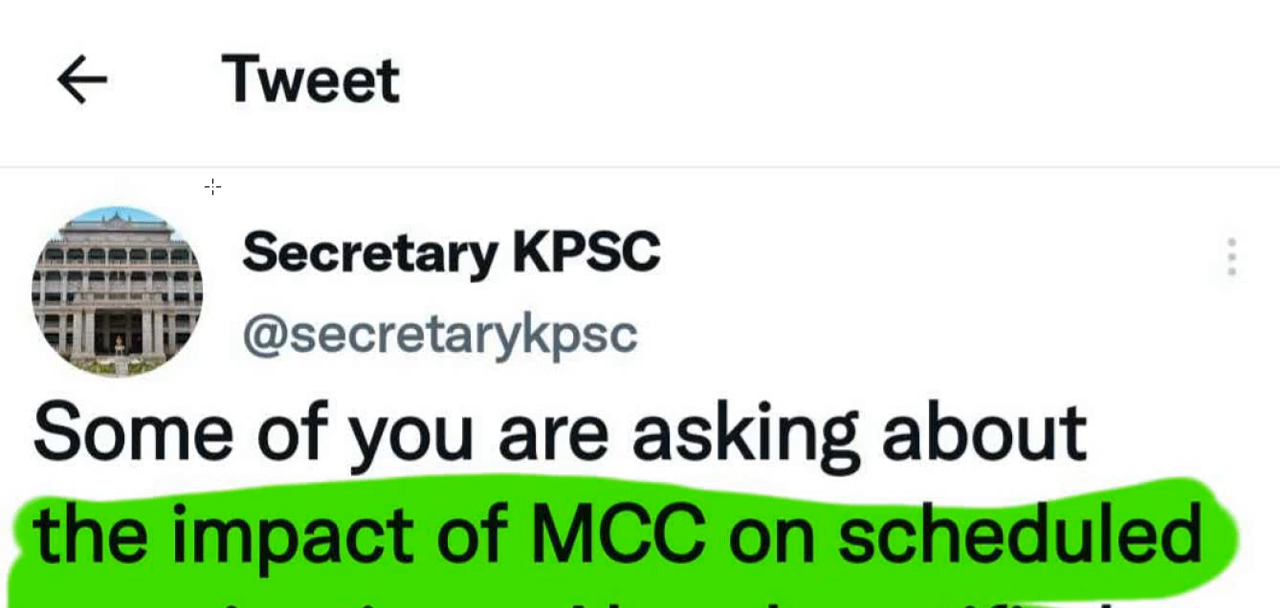 Tweet
Secretary KPSC
@secretarykpsc
Some of you are asking about
the impact of MCC on scheduled